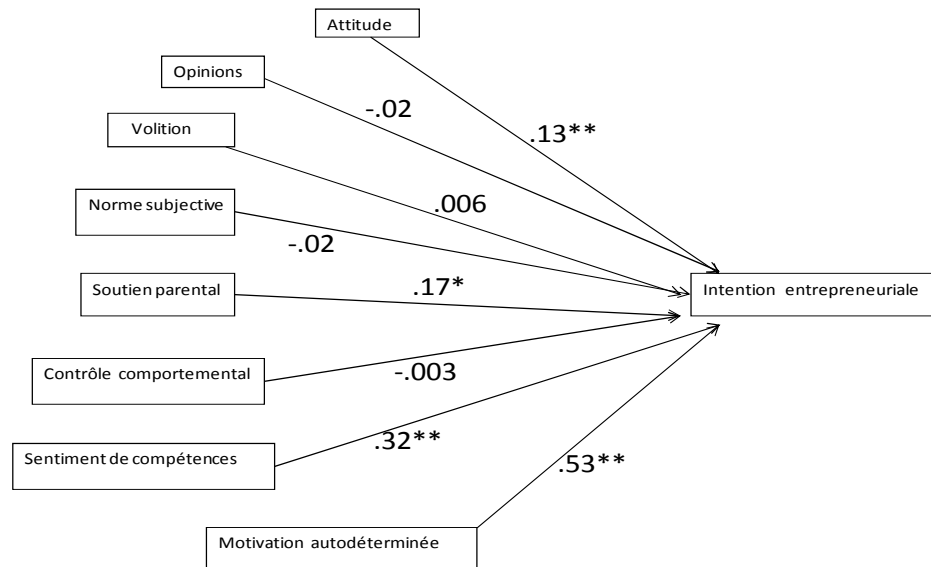 Attitude
Opinions
-.02
Volition
.13**
.006
Norme subjective
-.02
Soutien parental
.17*
Intention entrepreneuriale
Contrôle comportemental
-.003
Sentiment de compétences
.32**
.53**
Motivation autodéterminée